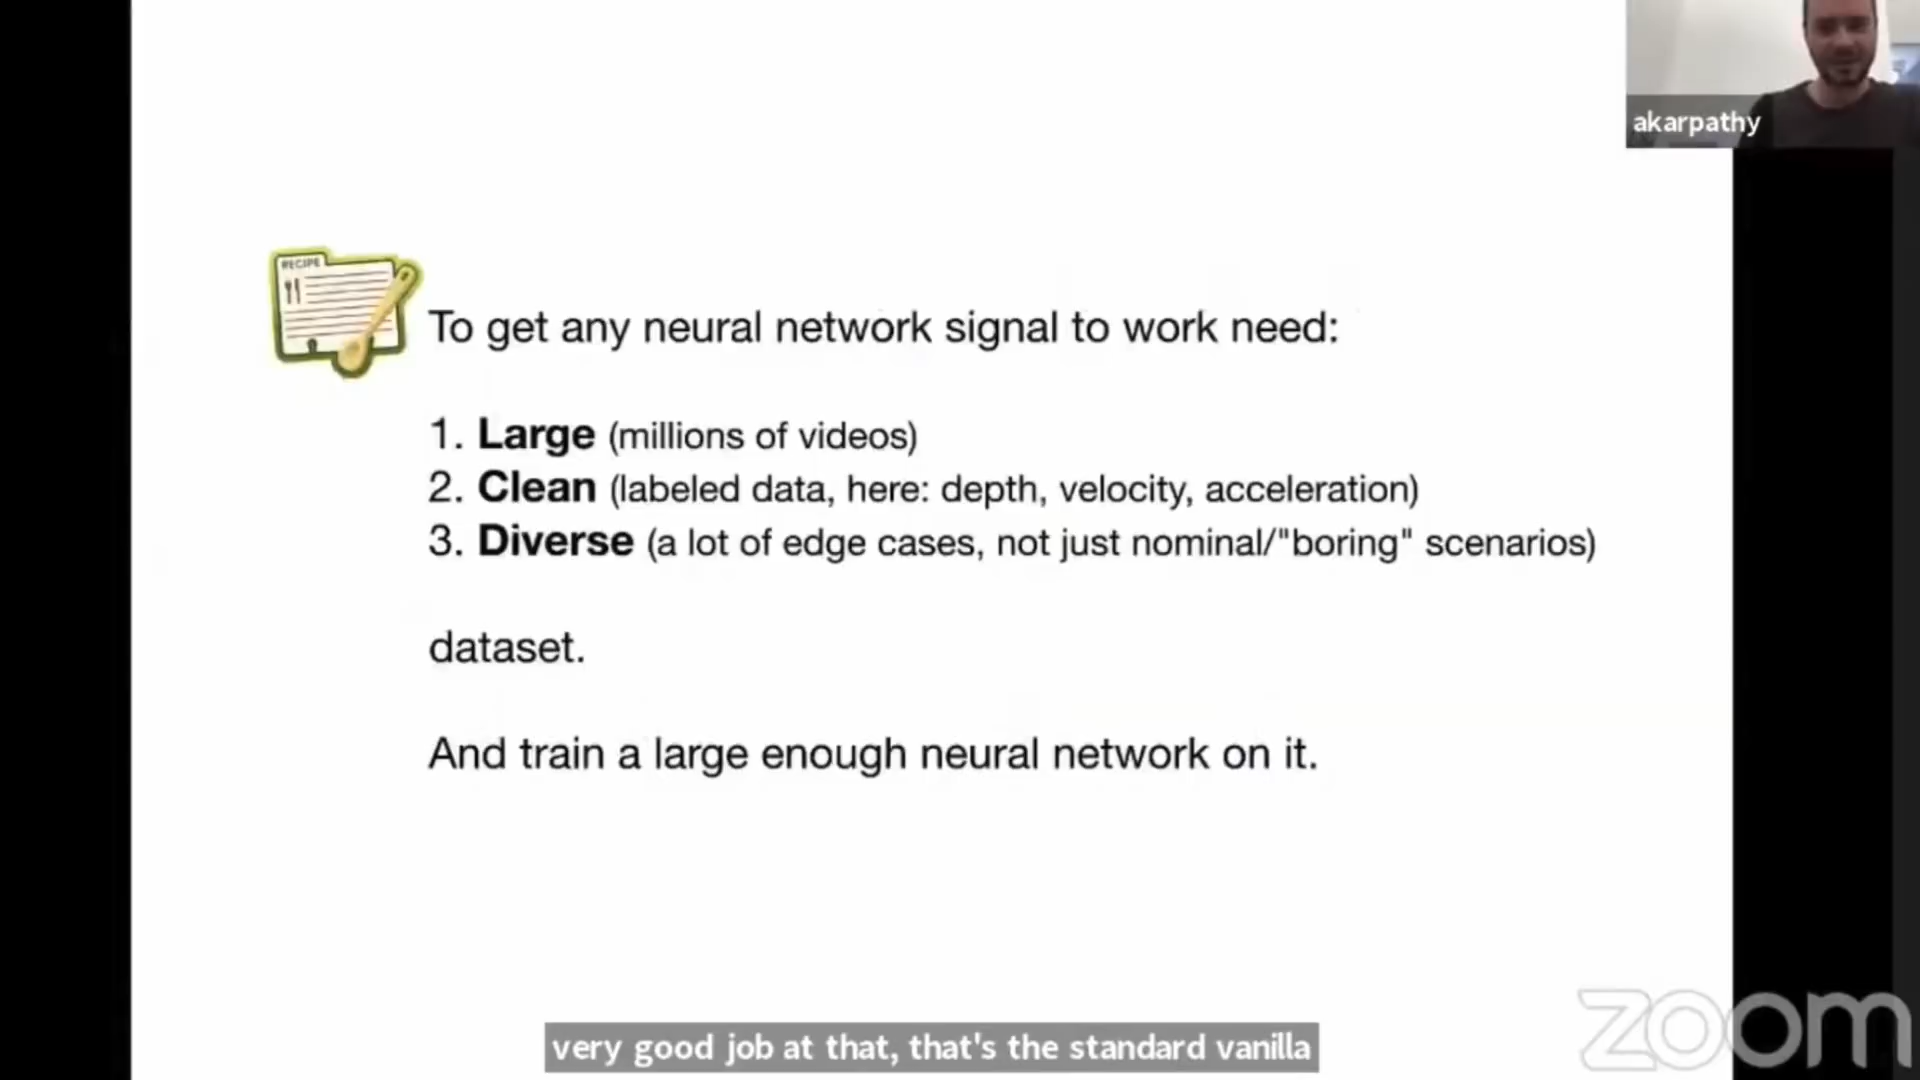 akarpathy
RECIPE
To get any neural network signal to work need:
1. Large (millions of videos)
2. Clean (labeled data, here: depth, velocity, acceleration)
3. Diverse (a lot of edge cases, not just nominal/"boring" scenarios)
dataset.
And train a large enough neural network on it.
very good job at that, that's the standard vanilla
zoom